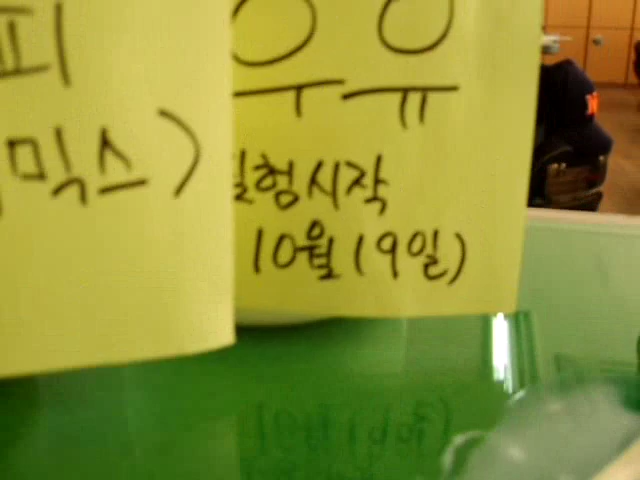 피
믹스)
우유
실험시작
10월 19일)